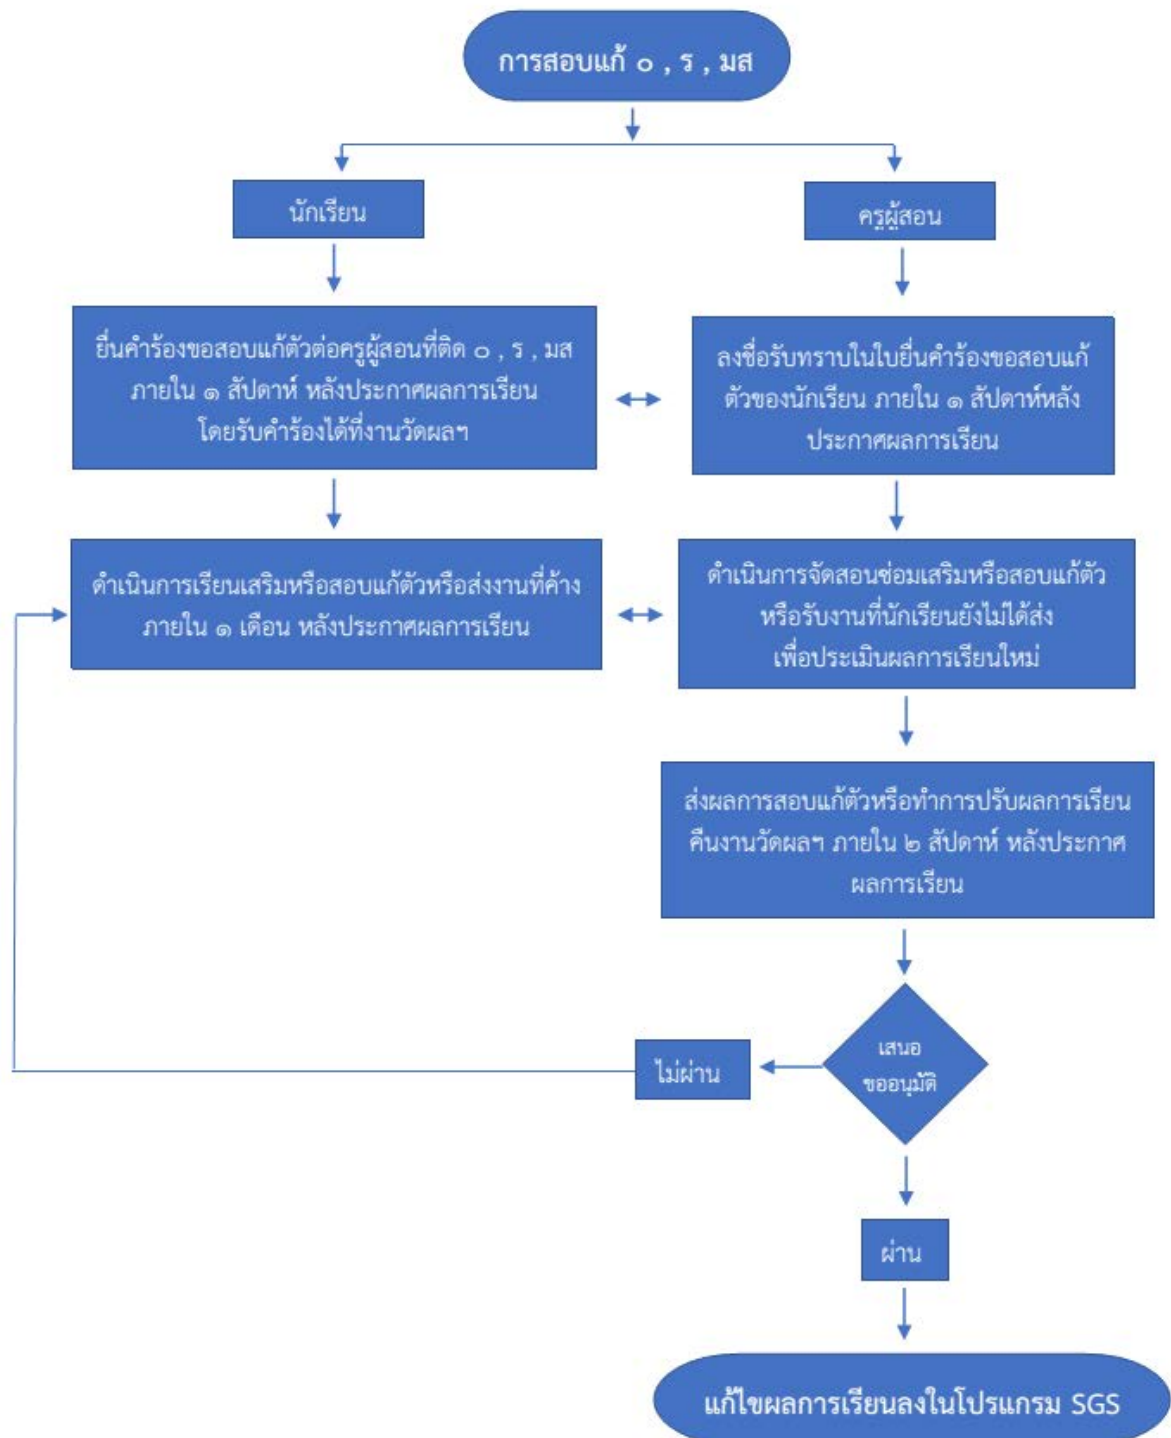 การสอบแก้ ๐ , ร , มส
นักเรียน
ครูผู้สอน
ยื่นคำร้องขอสอบแก้ตัวต่อครูผู้สอนที่ติด ๐ , ร , มส
ภายใน ๑ สัปดาห์ หลังประกาศผลการเรียน
โดยรับคำร้องได้ที่งานวัดผลฯ
ลงชื่อรับทราบในใบยื่นคำร้องขอสอบแก้
ตัวของนักเรียน ภายใน ๑ สัปดาห์หลัง
ประกาศผลการเรียน
ดำเนินการเรียนเสริมหรือสอบแก้ตัวหรือส่งงานที่ค้าง
ภายใน ๑ เดือน หลังประกาศผลการเรียน
ดำเนินการจัดสอนซ่อมเสริมหรือสอบแก้ตัว
หรือรับงานที่นักเรียนยังไม่ได้ส่ง
เพื่อประเมินผลการเรียนใหม่
ส่งผลการสอบแก้ตัวหรือทำการปรับผลการเรียน
คืนงานวัดผลฯ ภายใน ๒ สัปดาห์ หลังประกาศ
ผลการเรียน
เสนอ
ขออนุมัติ
ไม่ผ่าน
ผ่าน
แก้ไขผลการเรียนลงในโปรแกรม SGS